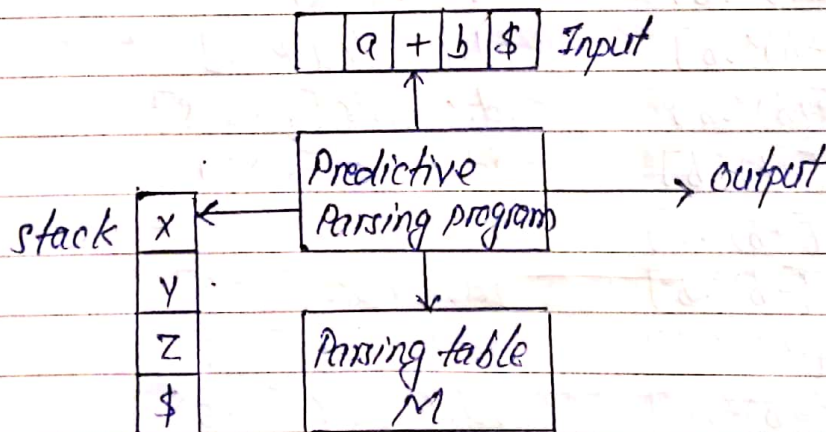 a + b $ Input
Predictive
Parsing program
output
stack
X
Y
Z
$
Parsing table
M